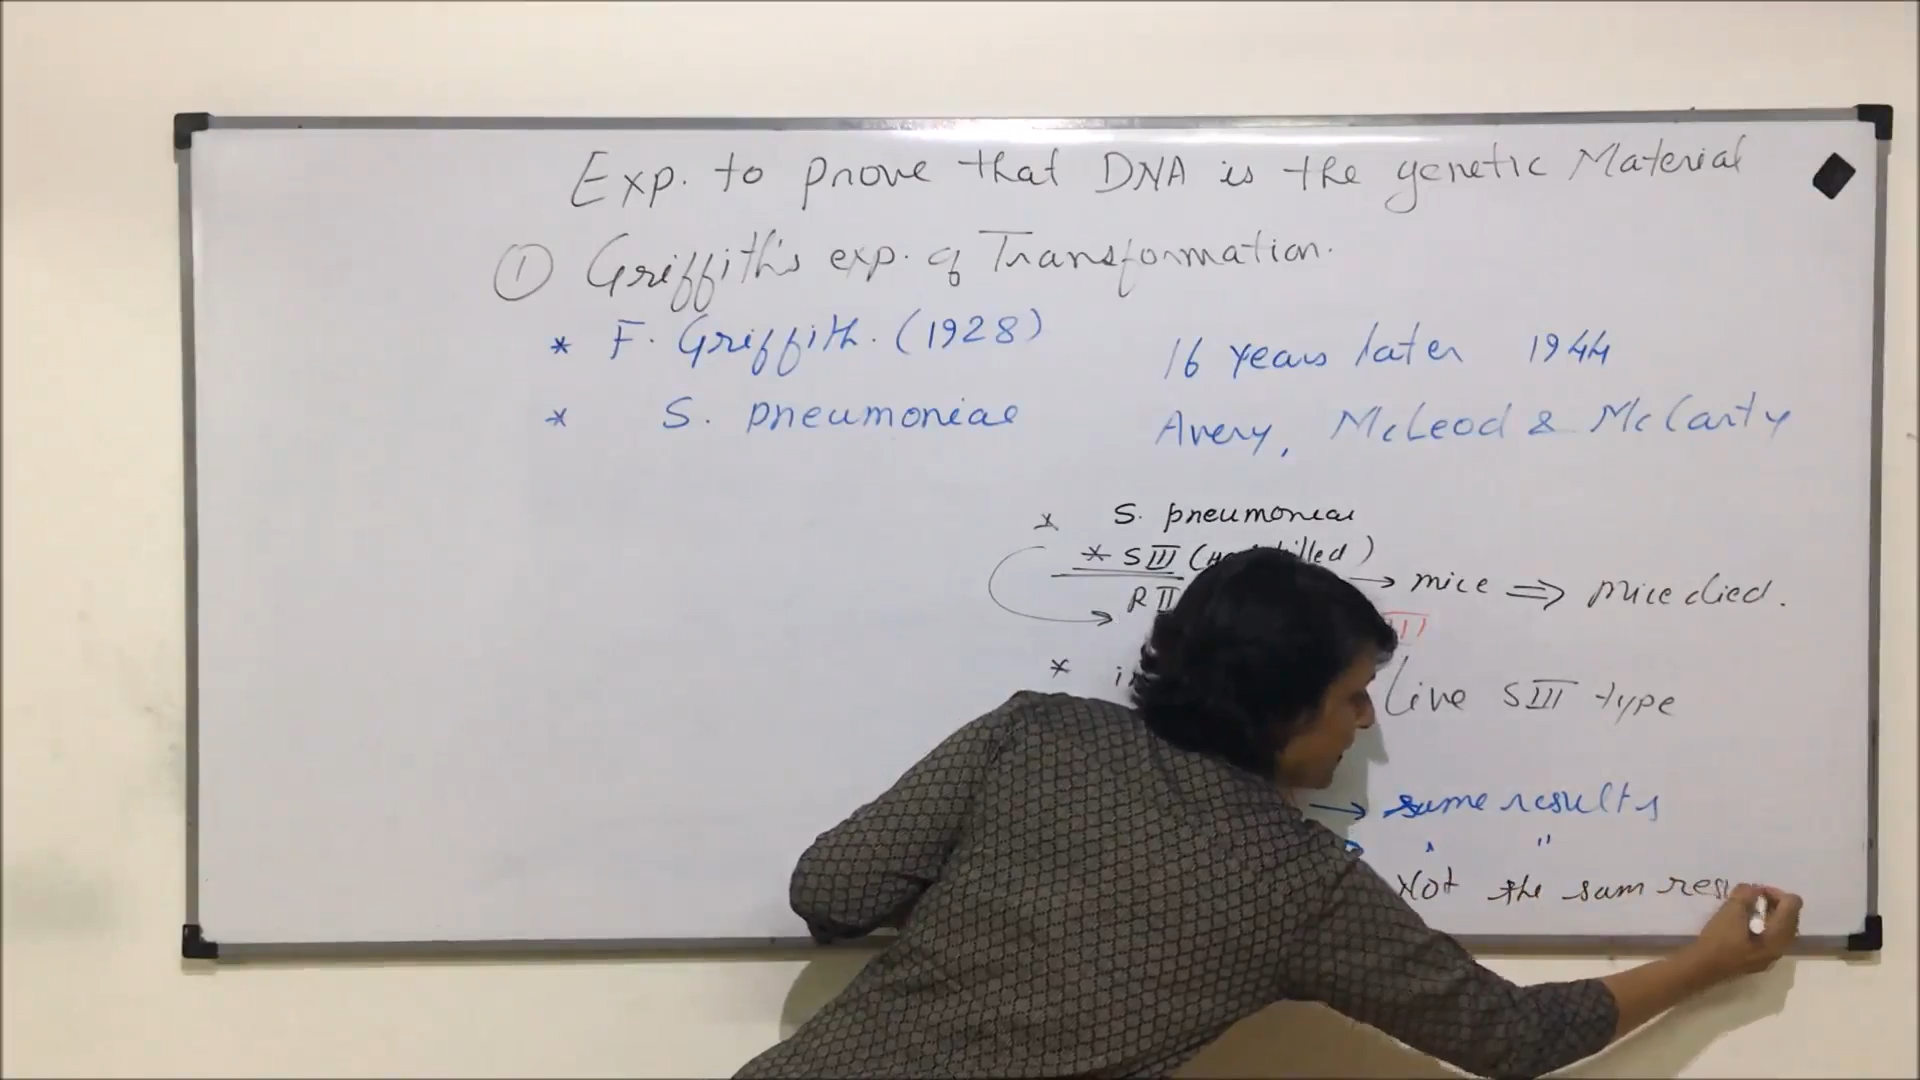 Exp. to prove that DNA is the genetic Material
① Griffith's exp. of Transformation.
* F. Griffith. (1928)
* S. pneumoniae
16 years later 1944
Avery, McLeod & McCarty
* S. pneumoniae
* SIII (killed)
RII → mice ⇒ mice died.
III
*
Live SIII type
→ same results
" "
Not the sam